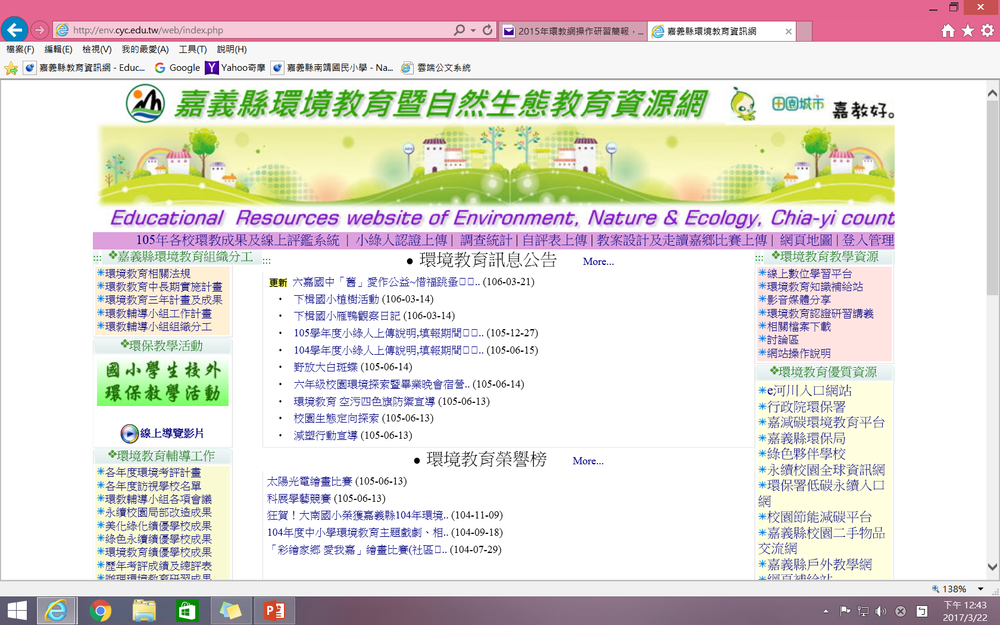 http://env.cyc.edu.tw/web/index.php
2015年環教網操作研習簡報，...
嘉義縣環境教育資訊網
檔案(F) 編輯(E) 檢視(V) 我的最愛(A) 工具(T) 說明(H)
嘉義縣教育資訊網 - Educ... Google Yahoo奇摩 嘉義縣南靖國民小學 - Na... 雲端公文系統
嘉義縣環境教育暨自然生態教育資源網
田園城市 嘉教好。
Educational Resources website of Environment, Nature & Ecology, Chia-yi count
105年各校環教成果及線上評鑑系統 | 小綠人認證上傳 | 調查統計 | 自評表上傳 | 教案設計及走讀嘉鄉比賽上傳 | 網頁地圖 | 登入管理
::: 嘉義縣環境教育組織分工
環境教育相關法規
環教教育中長期實施計畫
環境教育三年計畫及成果
環教輔導小組工作計畫
環教輔導小組組織分工
環保教學活動
國小學生校外
環保教學活動
線上導覽影片
環境教育輔導工作
各年度環境考評計畫
各年度訪視學校名單
環教輔導小組各項會議
永續校園局部改造成果
美化綠化績優學校成果
綠色永續績優學校成果
環境教育績優學校成果
歷年考評成績及總評表
辦理環境教育研習成果
:::
● 環境教育訊息公告 More...
更新 六嘉國中「舊」愛作公益~惜福跳蚤□□.. (106-03-21)
• 下楫國小植樹活動 (106-03-14)
• 下楫國小雁鴨觀察日記 (106-03-14)
• 105學年度小綠人上傳說明,填報期間□□.. (105-12-27)
• 104學年度小綠人上傳說明,填報期間□□.. (105-06-15)
• 野放大白斑蝶 (105-06-14)
• 六年級校園環境探索暨畢業晚會宿營.. (105-06-14)
• 環境教育 空污四色旗防禦宣導 (105-06-13)
• 校園生態定向探索 (105-06-13)
• 減塑行動宣導 (105-06-13)
● 環境教育榮譽榜 More...
太陽光電繪畫比賽 (105-06-13)
科展學藝競賽 (105-06-13)
狂賀！大南國小榮獲嘉義縣104年環境.. (104-11-09)
104年度中小學環境教育主題戲劇、相.. (104-09-18)
「彩繪家鄉 愛我嘉」繪畫比賽(社區□.. (104-07-29)
::: 環境教育教學資源
線上數位學習平台
環境教育知識補給站
影音媒體分享
環境教育認證研習講義
相關檔案下載
討論區
網站操作說明
環境教育優質資源
e河川入口網站
行政院環保署
嘉減碳環境教育平台
嘉義縣環保局
綠色夥伴學校
永續校園全球資訊網
環保署低碳永續入口
網
校園節能減碳平台
嘉義縣校園二手物品
交流網
嘉義縣戶外教學網
網頁補給站
138%
下午 12:43
2017/3/22